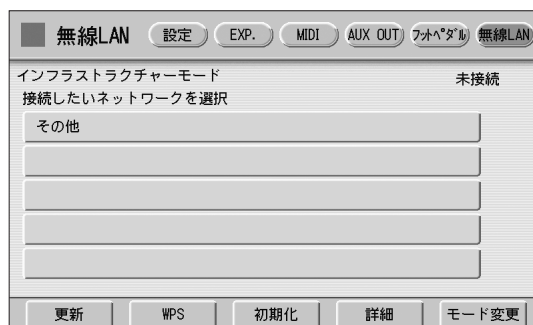 無線LAN 設定 EXP. MIDI AUX OUT フットペダル 無線LAN
インフラストラクチャーモード 未接続
接続したいネットワークを選択
その他
更新 WPS 初期化 詳細 モード変更